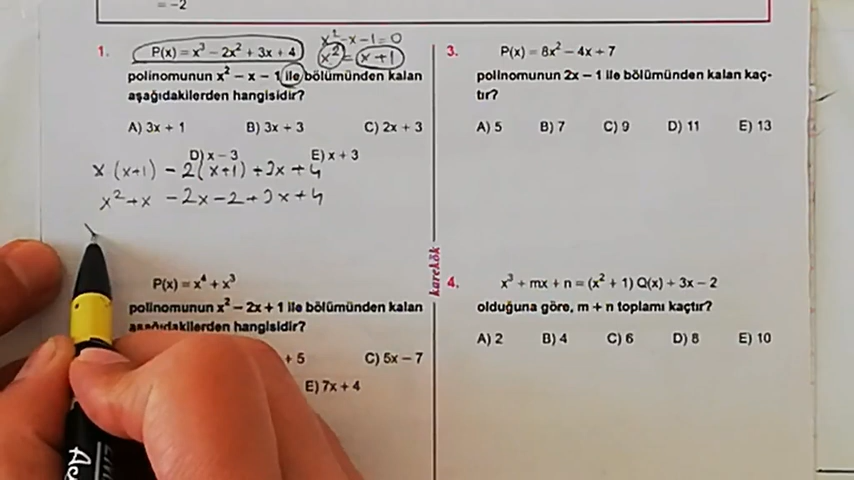 = -2
1. P(x) = x³ - 2x² + 3x + 4
x² - x - 1 = 0
x² = x + 1
polinomunun x² - x - 1 ile bölümünden kalan
aşağıdakilerden hangisidir?
A) 3x + 1 B) 3x + 3 C) 2x + 3
D) x - 3 E) x + 3
x (x+1) - 2(x+1) + 3x + 4
x² + x - 2x - 2 + 3x + 4
P(x) = x⁴ + x³
polinomunun x² - 2x + 1 ile bölümünden kalan
aşağıdakilerden hangisidir?
+ 5 C) 5x - 7
E) 7x + 4
karekök
3. P(x) = 8x² - 4x + 7
polinomunun 2x - 1 ile bölümünden kalan kaç-
tır?
A) 5 B) 7 C) 9 D) 11 E) 13
4. x³ + mx + n = (x² + 1) Q(x) + 3x - 2
olduğuna göre, m + n toplamı kaçtır?
A) 2 B) 4 C) 6 D) 8 E) 10